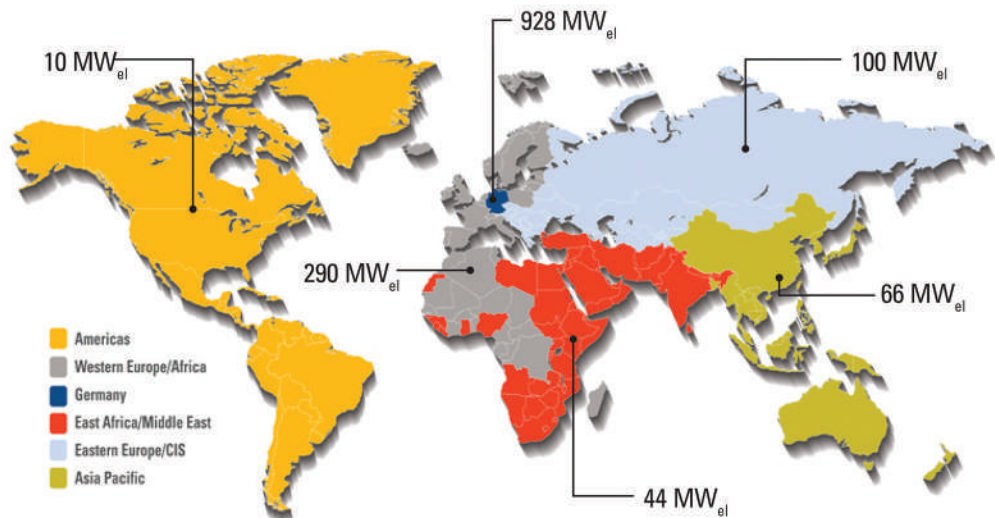 928 MWel
10 MWel
100 MWel
290 MWel
66 MWel
Americas
Western Europe/Africa
Germany
East Africa/Middle East
Eastern Europe/CIS
Asia Pacific
44 MWel